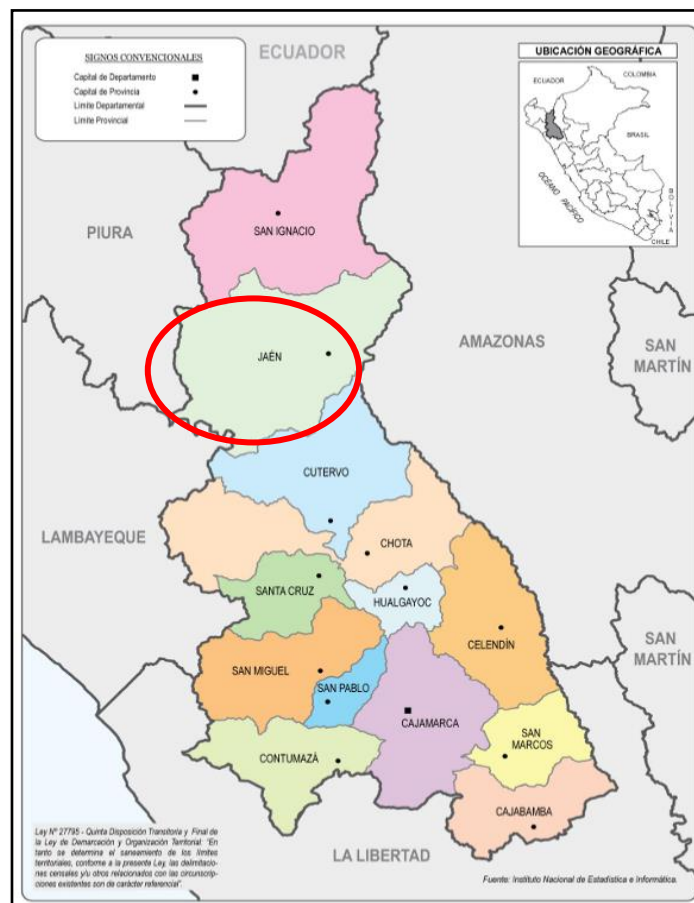 ECUADOR
SIGNOS CONVENCIONALES
Capital de Departamento
Capital de Provincia
Limite Departamental
Limite Provincial
UBICACIÓN GEOGRÁFICA
ECUADOR
COLOMBIA
BRASIL
OCÉANO PACÍFICO
BOLIVIA
CHILE
PIURA
SAN IGNACIO
JAÉN
AMAZONAS
SAN
MARTÍN
CUTERVO
LAMBAYEQUE
CHOTA
SANTA CRUZ
HUALGAYOC
CELENDÍN
SAN
MARTÍN
SAN MIGUEL
SAN PABLO
CAJAMARCA
SAN
MARCOS
CONTUMAZÁ
CAJABAMBA
LA LIBERTAD
Ley Nº 27795 - Quinta Disposición Transitoria y Final de
la Ley de Demarcación y Organización Territorial: "En
tanto se determina el saneamiento de los límites
territoriales, conforme a la presente Ley, las delimitacio-
nes censales y/u otros relacionados con las circunscrip-
ciones existentes son de carácter referencial".
Fuente: Instituto Nacional de Estadística e Informática.